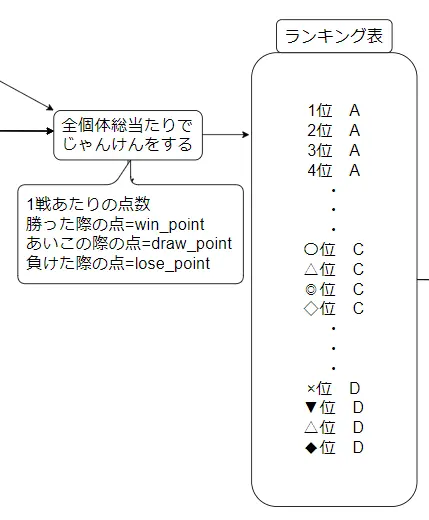 ランキング表
全個体総当たりで
じゃんけんをする
1戦あたりの点数
勝った際の点=win_point
あいこの際の点=draw_point
負けた際の点=lose_point
1位 A
2位 A
3位 A
4位 A
・
・
・
〇位 C
△位 C
◎位 C
◇位 C
・
・
・
×位 D
▼位 D
△位 D
◆位 D